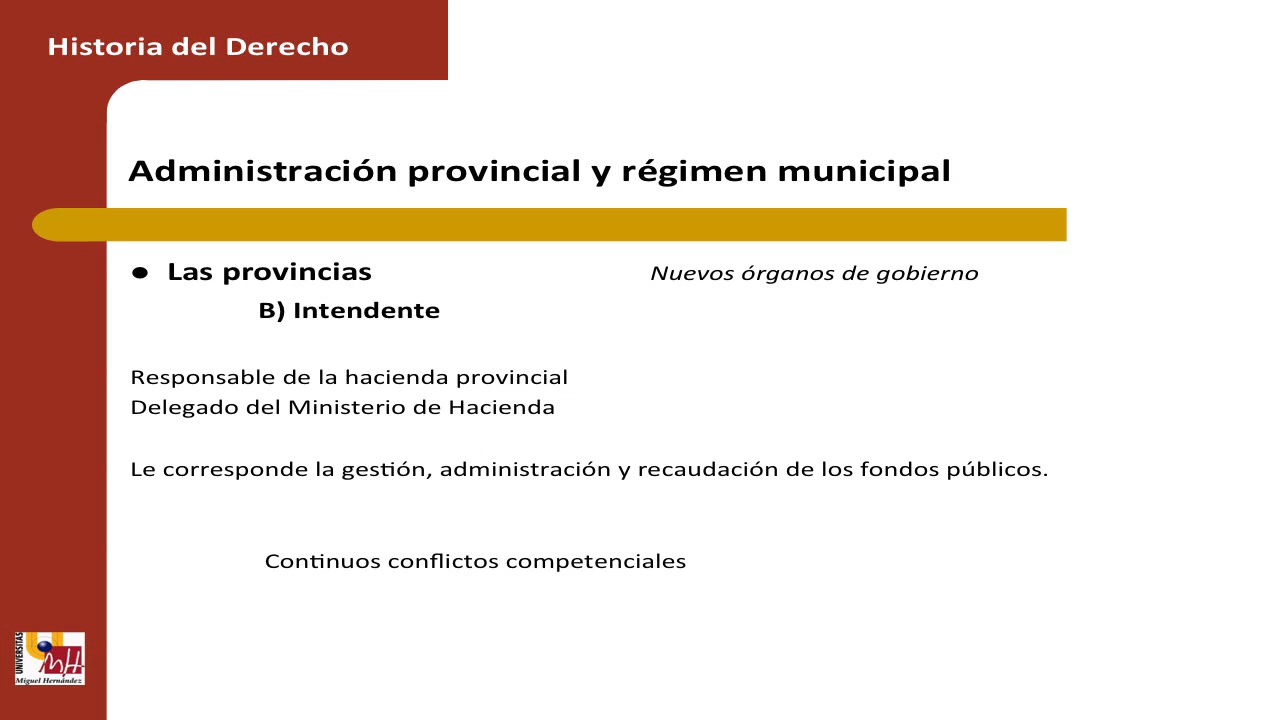 Historia del Derecho
Administración provincial y régimen municipal
● Las provincias Nuevos órganos de gobierno
B) Intendente
Responsable de la hacienda provincial
Delegado del Ministerio de Hacienda
Le corresponde la gestión, administración y recaudación de los fondos públicos.
Continuos conflictos competenciales
UNIVERSITAS
Miguel Hernández